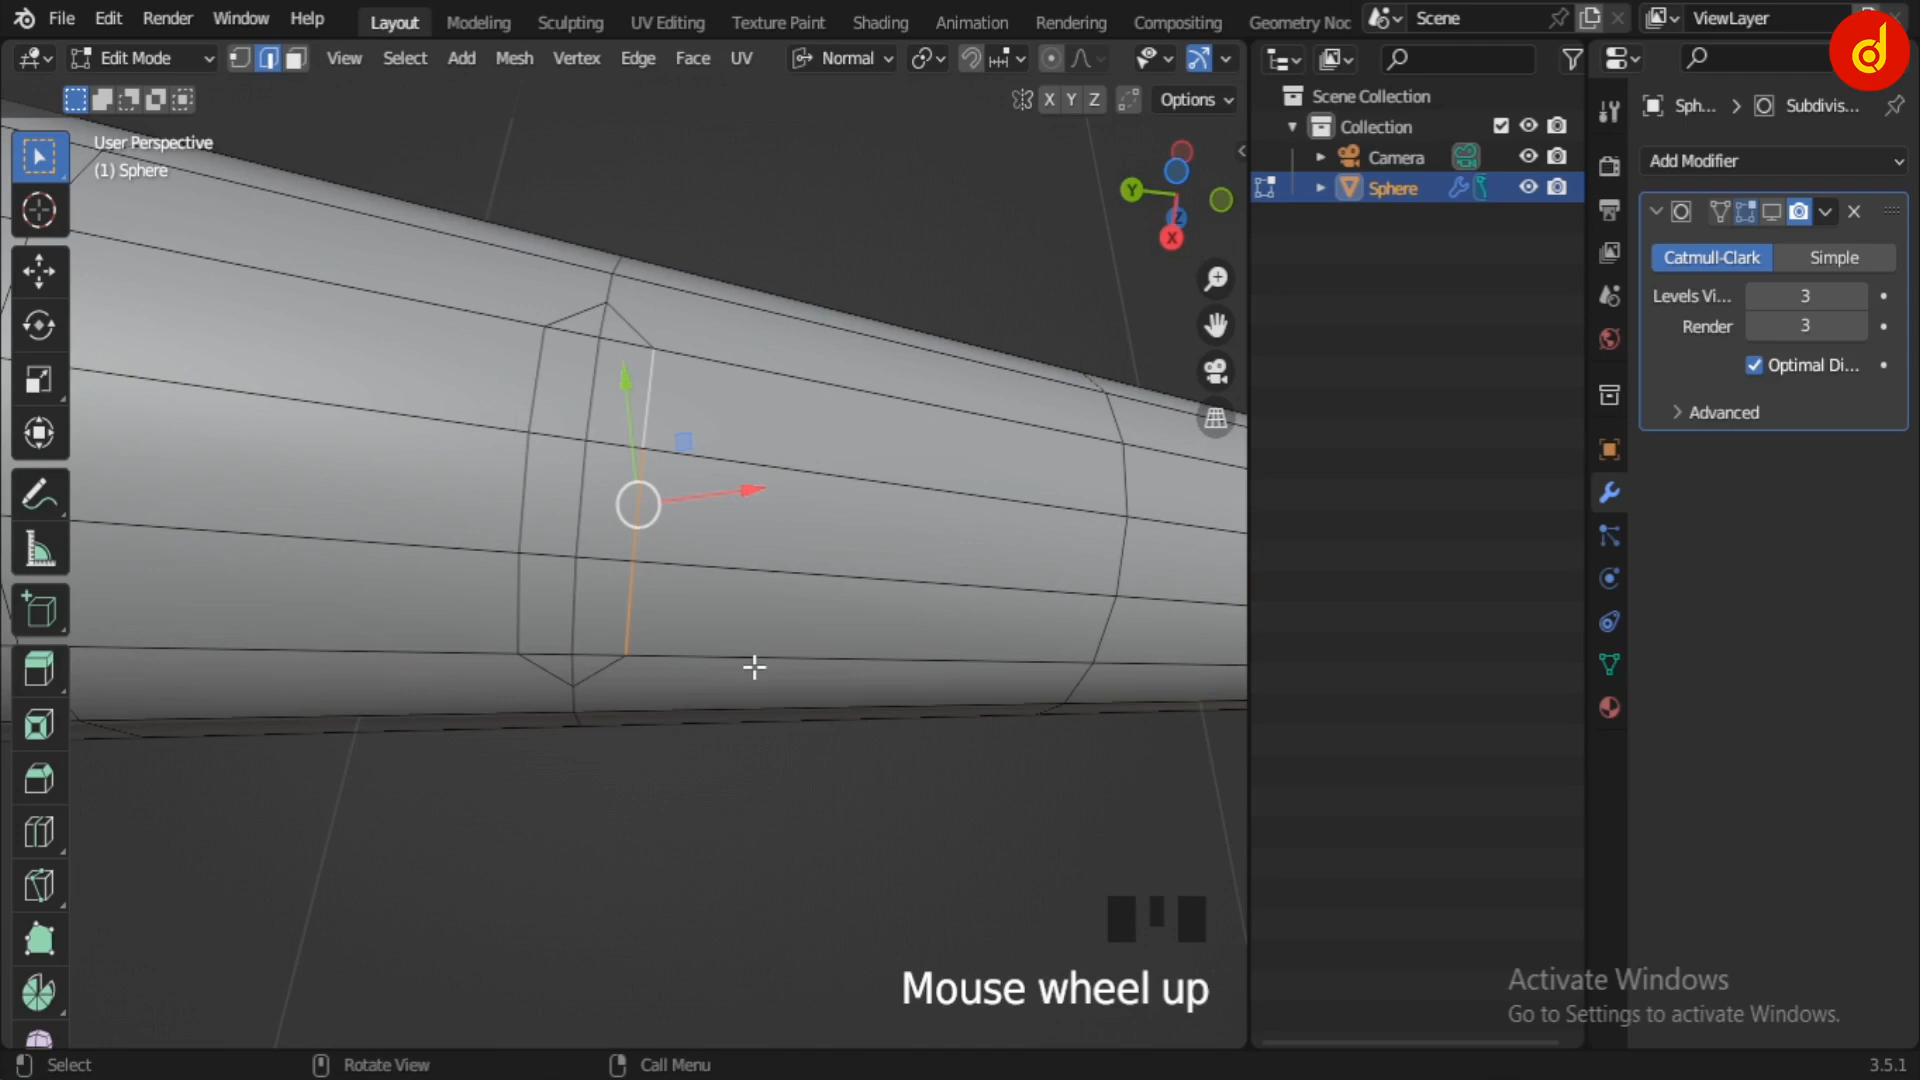 File Edit Render Window Help Layout Modeling Sculpting UV Editing Texture Paint Shading Animation Rendering Compositing Geometry Noc Scene ViewLayer
Edit Mode View Select Add Mesh Vertex Edge Face UV Normal
X Y Z Options
User Perspective
(1) Sphere
Y
Z
X
Scene Collection
Collection
Camera
Sphere
Sph... > Subdivis...
Add Modifier
Catmull-Clark Simple
Levels Vi... 3
Render 3
Optimal Di...
Advanced
d
Mouse wheel up
Activate Windows
Go to Settings to activate Windows.
Select Rotate View Call Menu 3.5.1